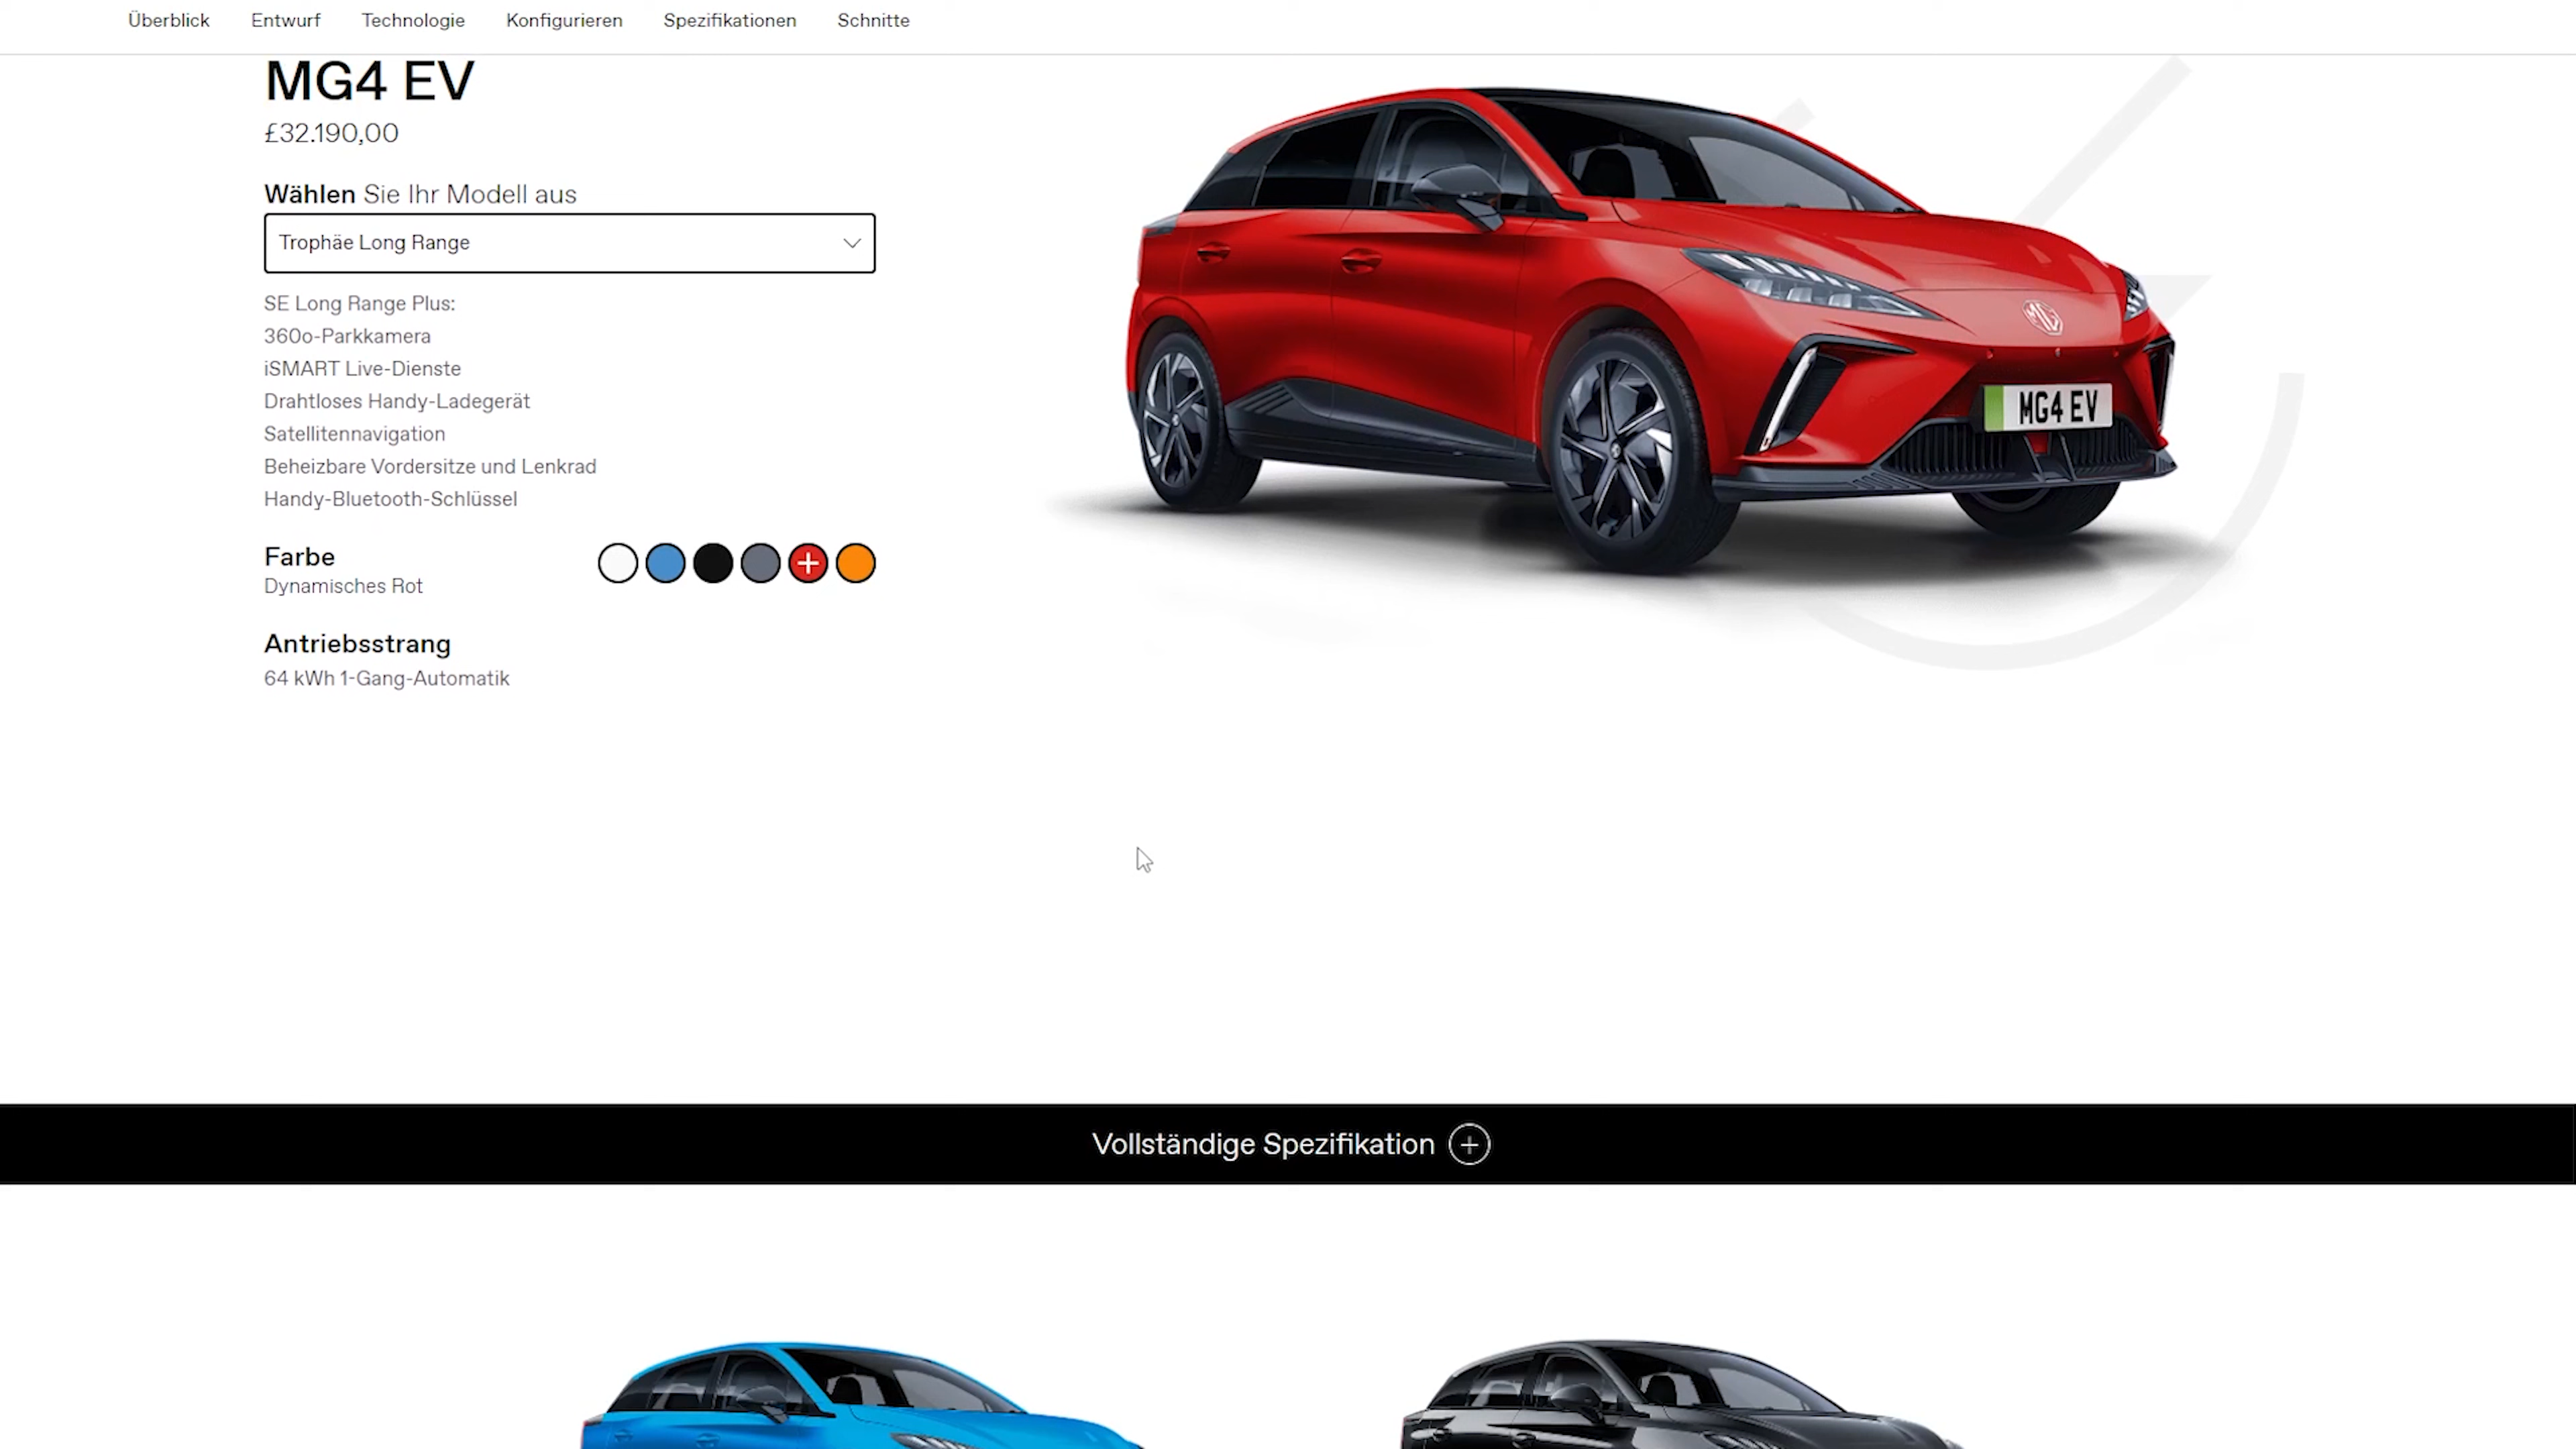 Überblick Entwurf Technologie Konfigurieren Spezifikationen Schnitte
MG4 EV
£32.190,00
Wählen Sie Ihr Modell aus
Trophäe Long Range
SE Long Range Plus:
360o-Parkkamera
iSMART Live-Dienste
Drahtloses Handy-Ladegerät
Satellitennavigation
Beheizbare Vordersitze und Lenkrad
Handy-Bluetooth-Schlüssel
Farbe
Dynamisches Rot
Antriebsstrang
64 kWh 1-Gang-Automatik
MG
MG4 EV
Vollständige Spezifikation